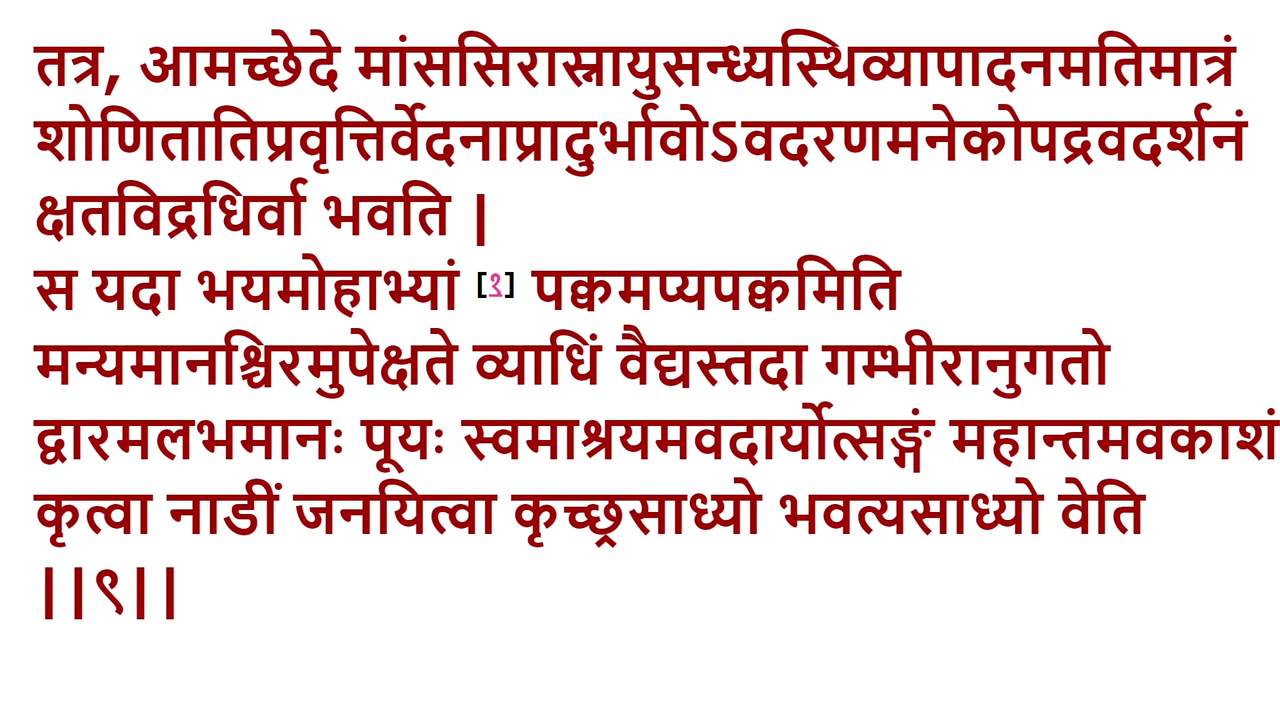 तत्र, आमच्छेदे मांससिरास्नायुसन्ध्यस्थिव्यापादनमतिमात्रं
शोणितातिप्रवृत्तिर्वेदनाप्रादुर्भावोऽवदरणमनेकोपद्रवदर्शनं
क्षतविद्रधिर्वा भवति |
स यदा भयमोहाभ्यां [१] पक्वमप्यपक्वमिति
मन्यमानश्चिरमुपेक्षते व्याधिं वैद्यस्तदा गम्भीरानुगतो
द्वारमलभमानः पूयः स्वमाश्रयमवदार्योत्सङ्गं महान्तमवकाशं
कृत्वा नाडीं जनयित्वा कृच्छ्रसाध्यो भवत्यसाध्यो वेति
||९||